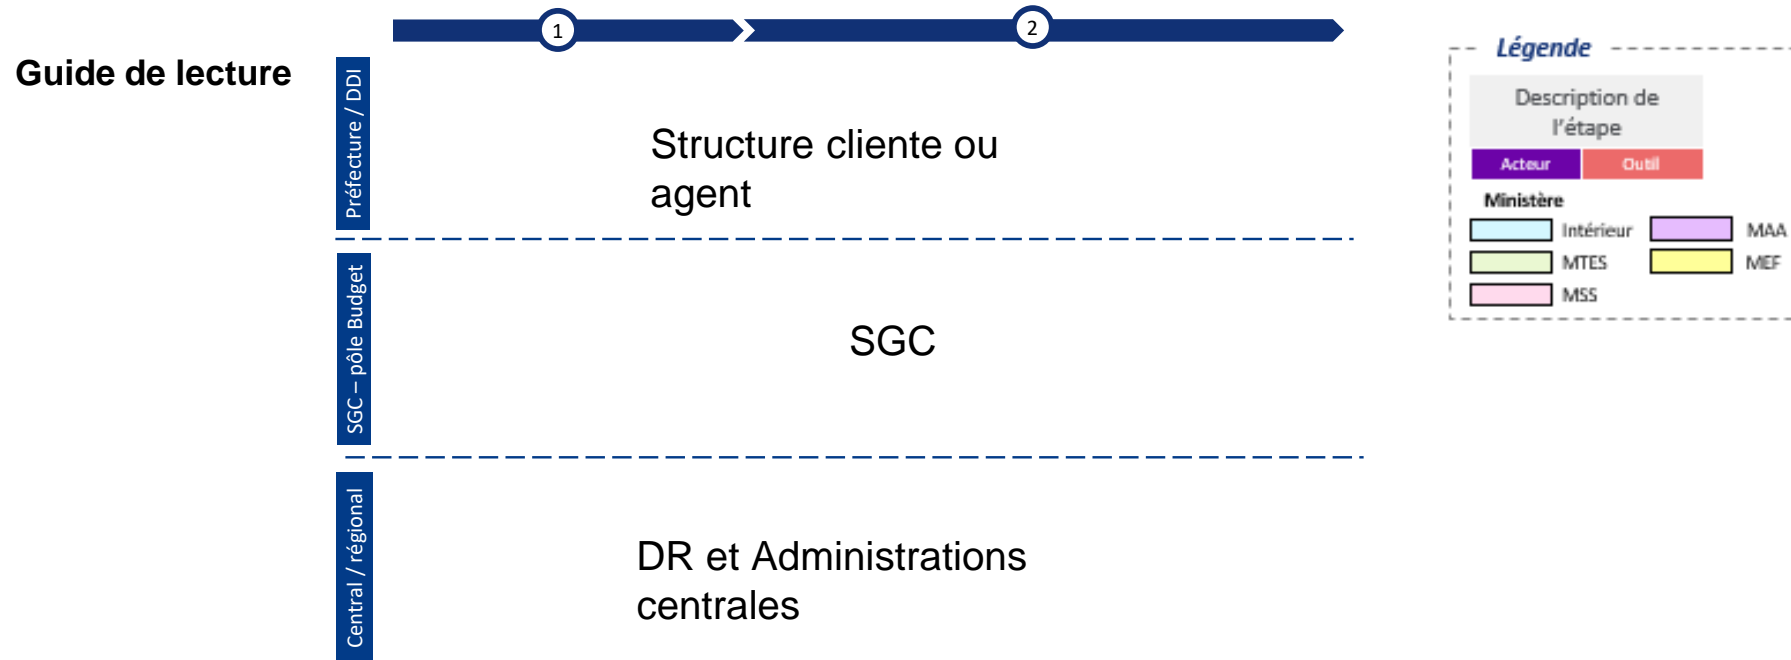 1
2
Guide de lecture
Préfecture / DDI
Structure cliente ou
agent
SGC – pôle Budget
SGC
Central / régional
DR et Administrations
centrales
Légende
Description de
l'étape
Acteur
Outil
Ministère
Intérieur
MAA
MTES
MEF
MSS